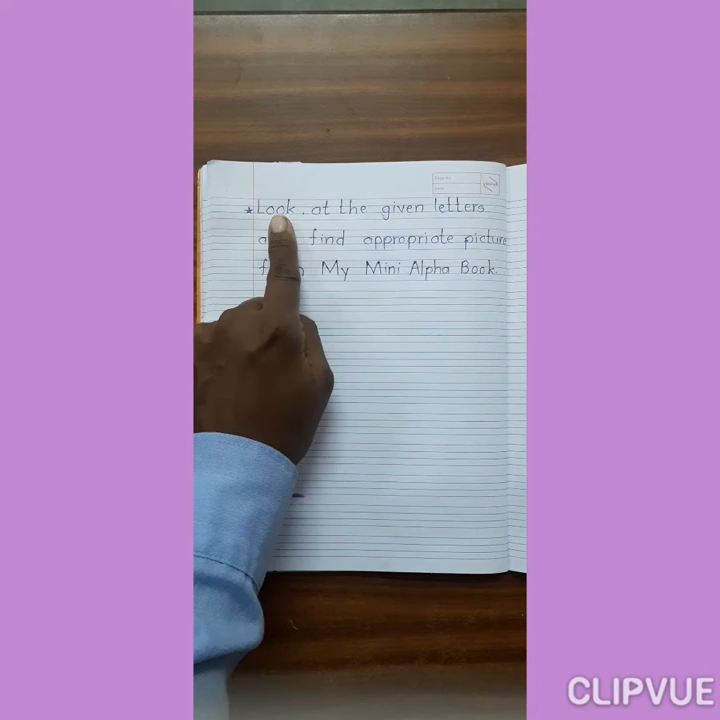 ★ Look. at the given letters
find appropriate picture
My Mini Alpha Book.
CLIPVUE